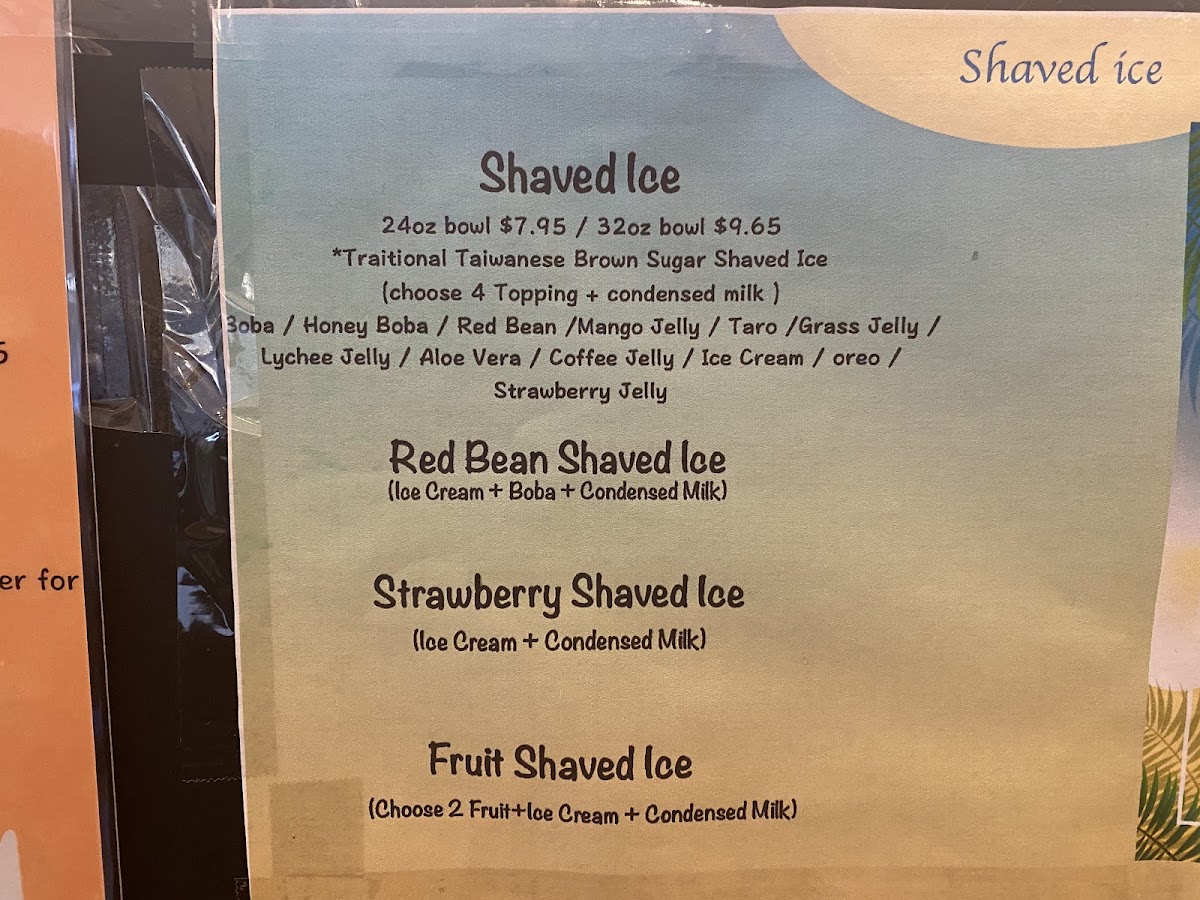 Shaved ice
Shaved Ice
24oz bowl $7.95 / 32oz bowl $9.65
*Traitional Taiwanese Brown Sugar Shaved Ice
(choose 4 Topping + condensed milk )
Boba / Honey Boba / Red Bean /Mango Jelly / Taro /Grass Jelly /
Lychee Jelly / Aloe Vera / Coffee Jelly / Ice Cream / oreo /
Strawberry Jelly
Red Bean Shaved Ice
(Ice Cream + Boba + Condensed Milk)
Strawberry Shaved Ice
(Ice Cream + Condensed Milk)
Fruit Shaved Ice
(Choose 2 Fruit+Ice Cream + Condensed Milk)
5
er for